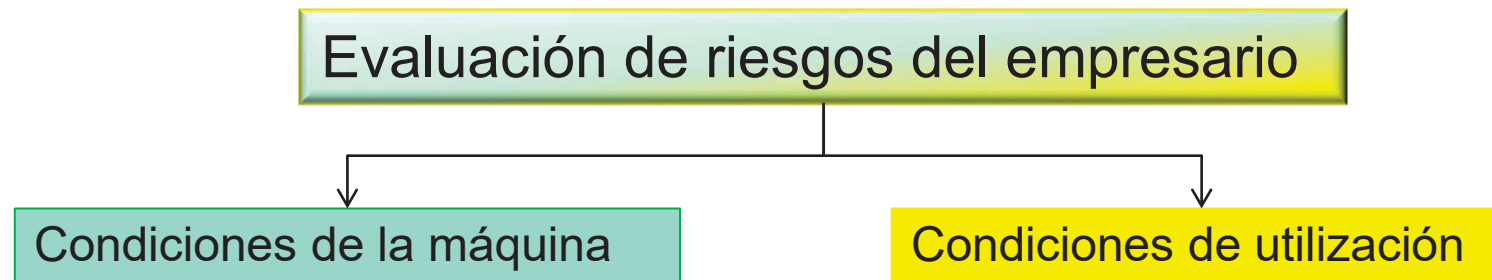 Evaluación de riesgos del empresario
Condiciones de la máquina
Condiciones de utilización